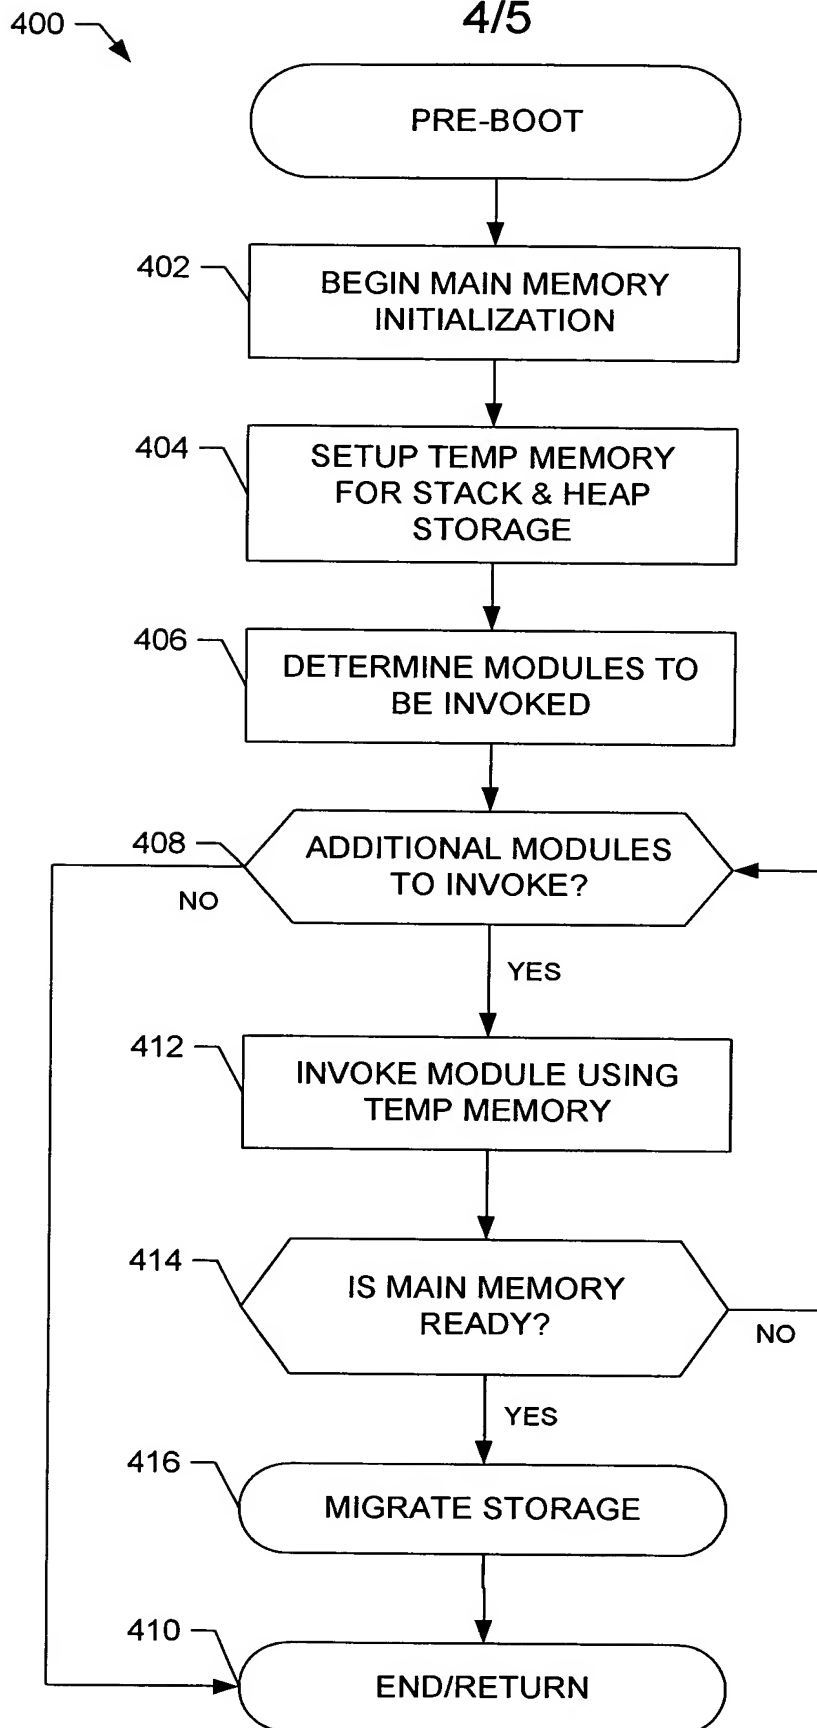 400
4/5
PRE-BOOT
402
BEGIN MAIN MEMORY
INITIALIZATION
404
SETUP TEMP MEMORY
FOR STACK & HEAP
STORAGE
406
DETERMINE MODULES TO
BE INVOKED
408
ADDITIONAL MODULES
TO INVOKE?
NO
YES
412
INVOKE MODULE USING
TEMP MEMORY
414
IS MAIN MEMORY
READY?
NO
YES
416
MIGRATE STORAGE
410
END/RETURN